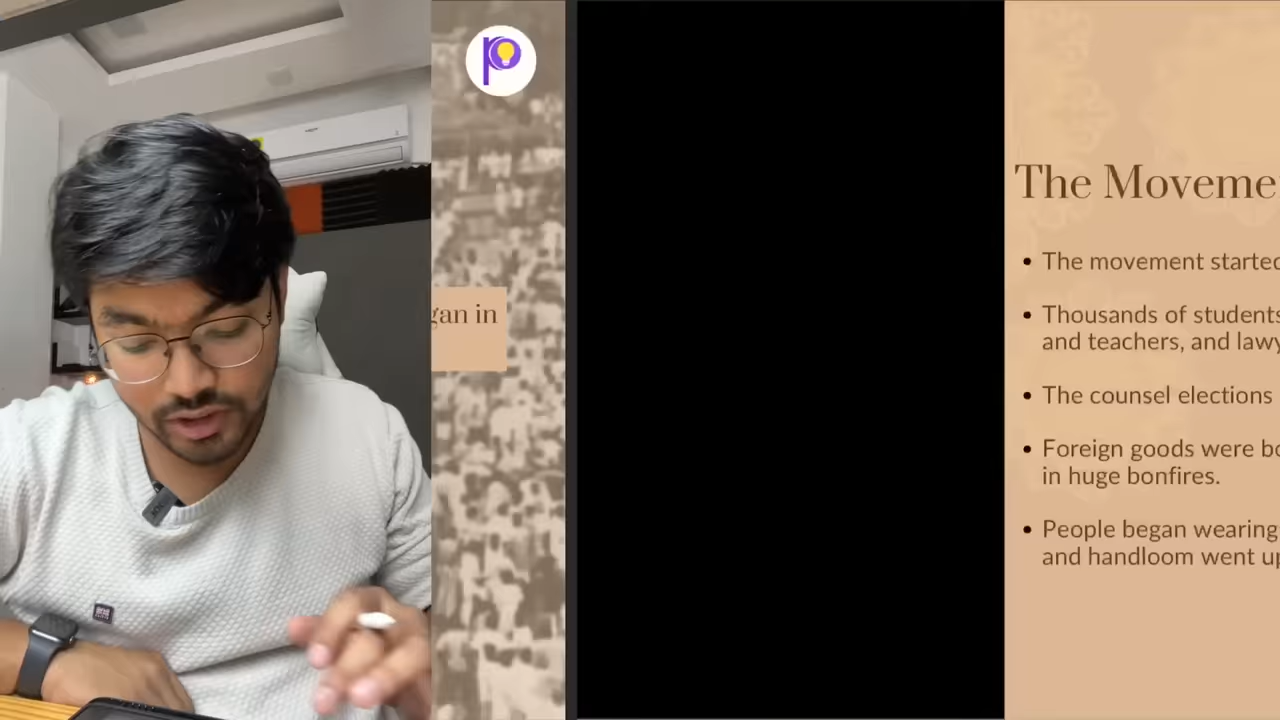 gan in
The Moveme
The movement started
Thousands of students
and teachers, and lawy
The counsel elections
Foreign goods were bo
in huge bonfires.
People began wearing
and handloom went up